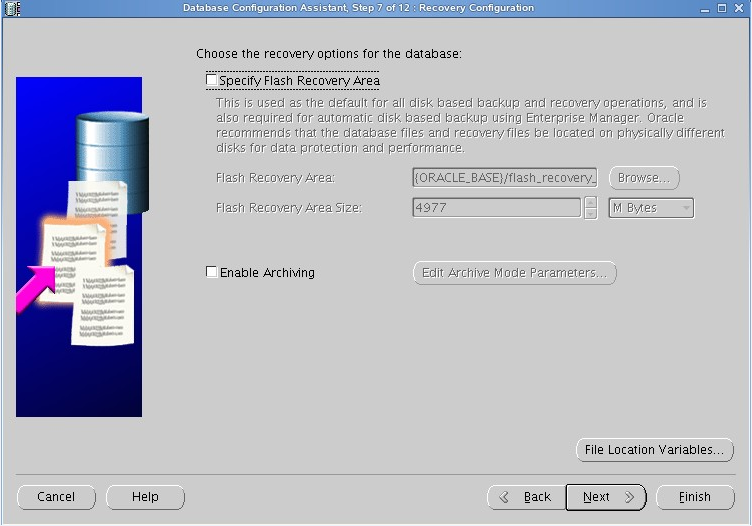 Database Configuration Assistant, Step 7 of 12 : Recovery Configuration
Choose the recovery options for the database:
Specify Flash Recovery Area
This is used as the default for all disk based backup and recovery operations, and is
also required for automatic disk based backup using Enterprise Manager. Oracle
recommends that the database files and recovery files be located on physically different
disks for data protection and performance.
Flash Recovery Area: {ORACLE_BASE}/flash_recovery_ Browse...
Flash Recovery Area Size: 4977 M Bytes
Enable Archiving Edit Archive Mode Parameters...
File Location Variables...
Cancel Help Back Next Finish